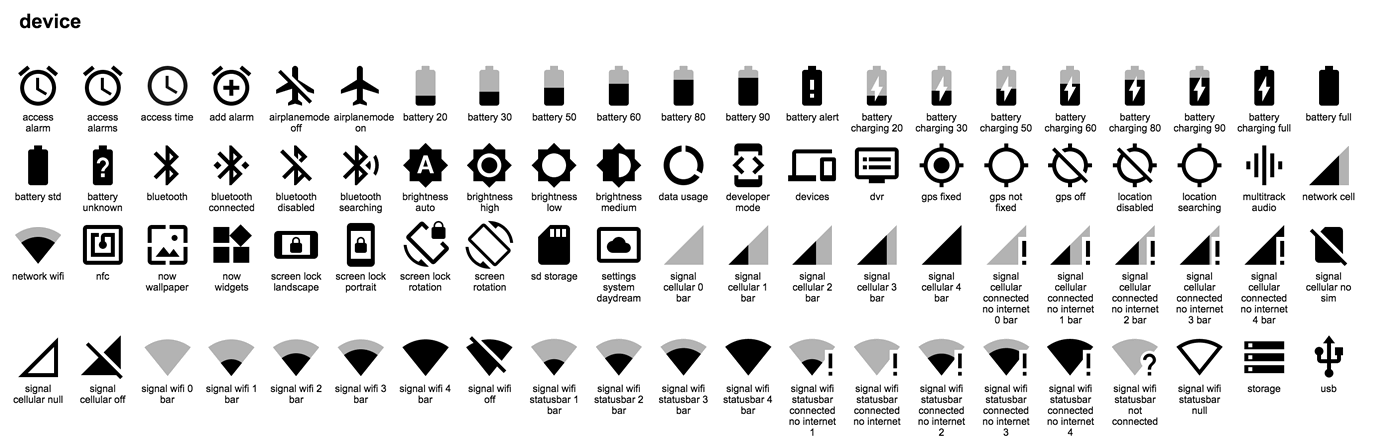 device
access alarm
access alarms
access time
add alarm
airplanemode off
airplanemode on
battery 20
battery 30
battery 50
battery 60
battery 80
battery 90
battery alert
battery charging 20
battery charging 30
battery charging 50
battery charging 60
battery charging 80
battery charging 90
battery charging full
battery full
battery std
battery unknown
bluetooth
bluetooth connected
bluetooth disabled
bluetooth searching
A
brightness auto
brightness high
brightness low
brightness medium
data usage
developer mode
devices
dvr
gps fixed
gps not fixed
gps off
location disabled
location searching
multitrack audio
network cell
network wifi
nfc
now wallpaper
now widgets
screen lock landscape
screen lock portrait
screen lock rotation
screen rotation
sd storage
settings system daydream
signal cellular 0 bar
signal cellular 1 bar
signal cellular 2 bar
signal cellular 3 bar
signal cellular 4 bar
signal cellular connected no internet 0 bar
signal cellular connected no internet 1 bar
signal cellular connected no internet 2 bar
signal cellular connected no internet 3 bar
signal cellular connected no internet 4 bar
signal cellular no sim
signal cellular null
signal cellular off
signal wifi 0 bar
signal wifi 1 bar
signal wifi 2 bar
signal wifi 3 bar
signal wifi 4 bar
signal wifi off
signal wifi statusbar 1 bar
signal wifi statusbar 2 bar
signal wifi statusbar 3 bar
signal wifi statusbar 4 bar
signal wifi statusbar connected no internet 1
signal wifi statusbar connected no internet
signal wifi statusbar connected no internet 2
signal wifi statusbar connected no internet 3
signal wifi statusbar connected no internet 4
signal wifi statusbar not connected
signal wifi statusbar null
storage
usb